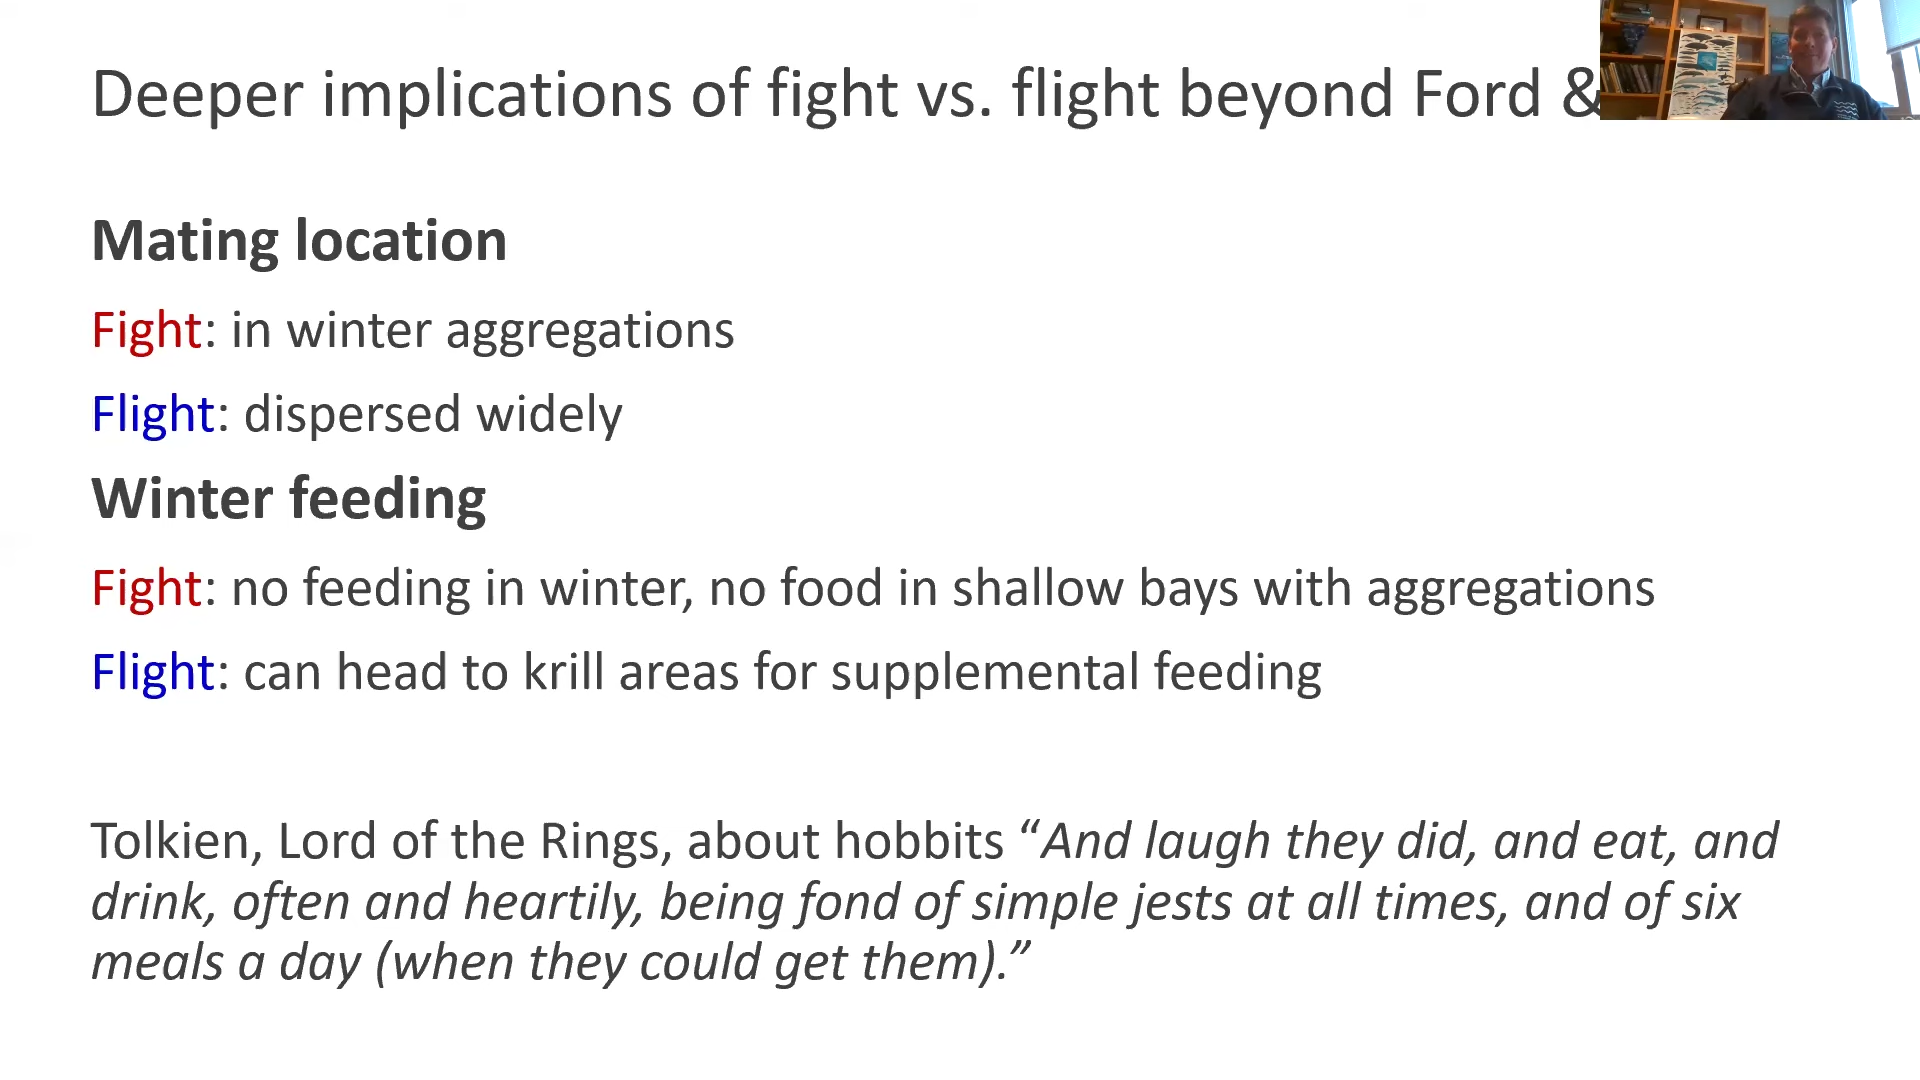 Deeper implications of fight vs. flight beyond Ford &
Mating location
Fight: in winter aggregations
Flight: dispersed widely
Winter feeding
Fight: no feeding in winter, no food in shallow bays with aggregations
Flight: can head to krill areas for supplemental feeding
Tolkien, Lord of the Rings, about hobbits “And laugh they did, and eat, and
drink, often and heartily, being fond of simple jests at all times, and of six
meals a day (when they could get them).”